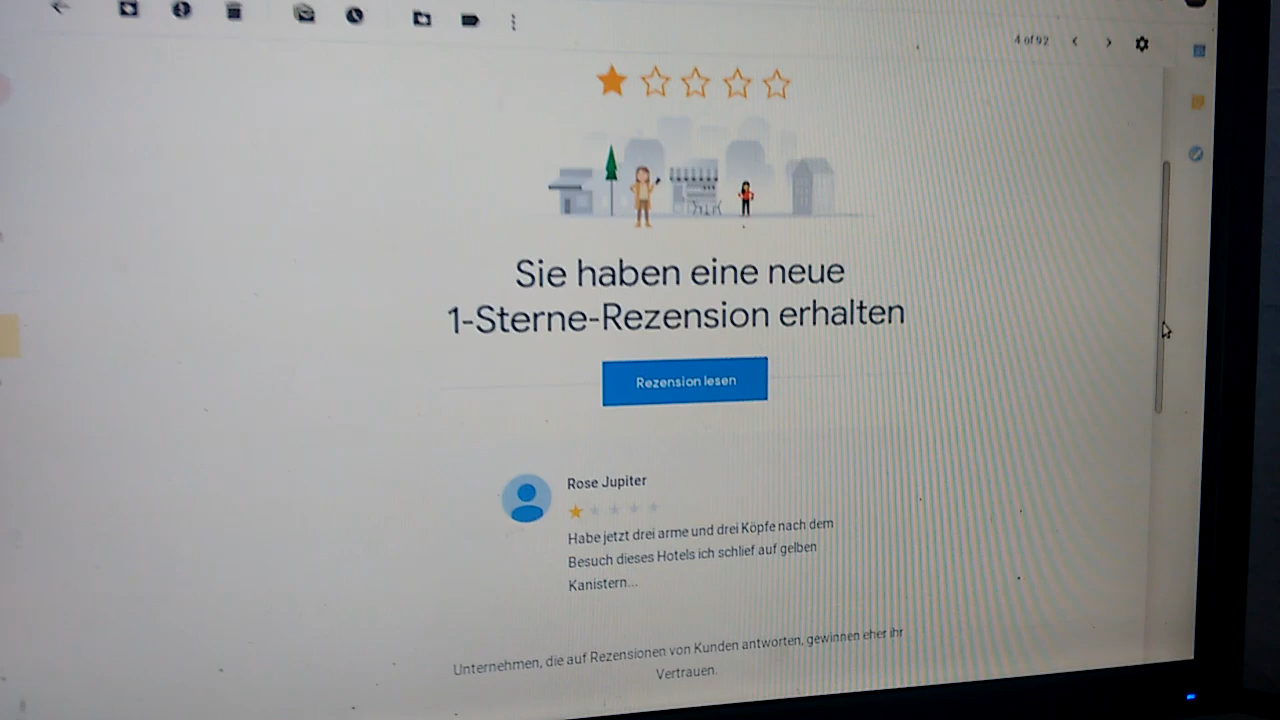 4 of 92
Sie haben eine neue
1-Sterne-Rezension erhalten
Rezension lesen
Rose Jupiter
Habe jetzt drei arme und drei Köpfe nach dem
Besuch dieses Hotels ich schlief auf gelben
Kanistern...
Unternehmen, die auf Rezensionen von Kunden antworten, gewinnen eher ihr
Vertrauen.